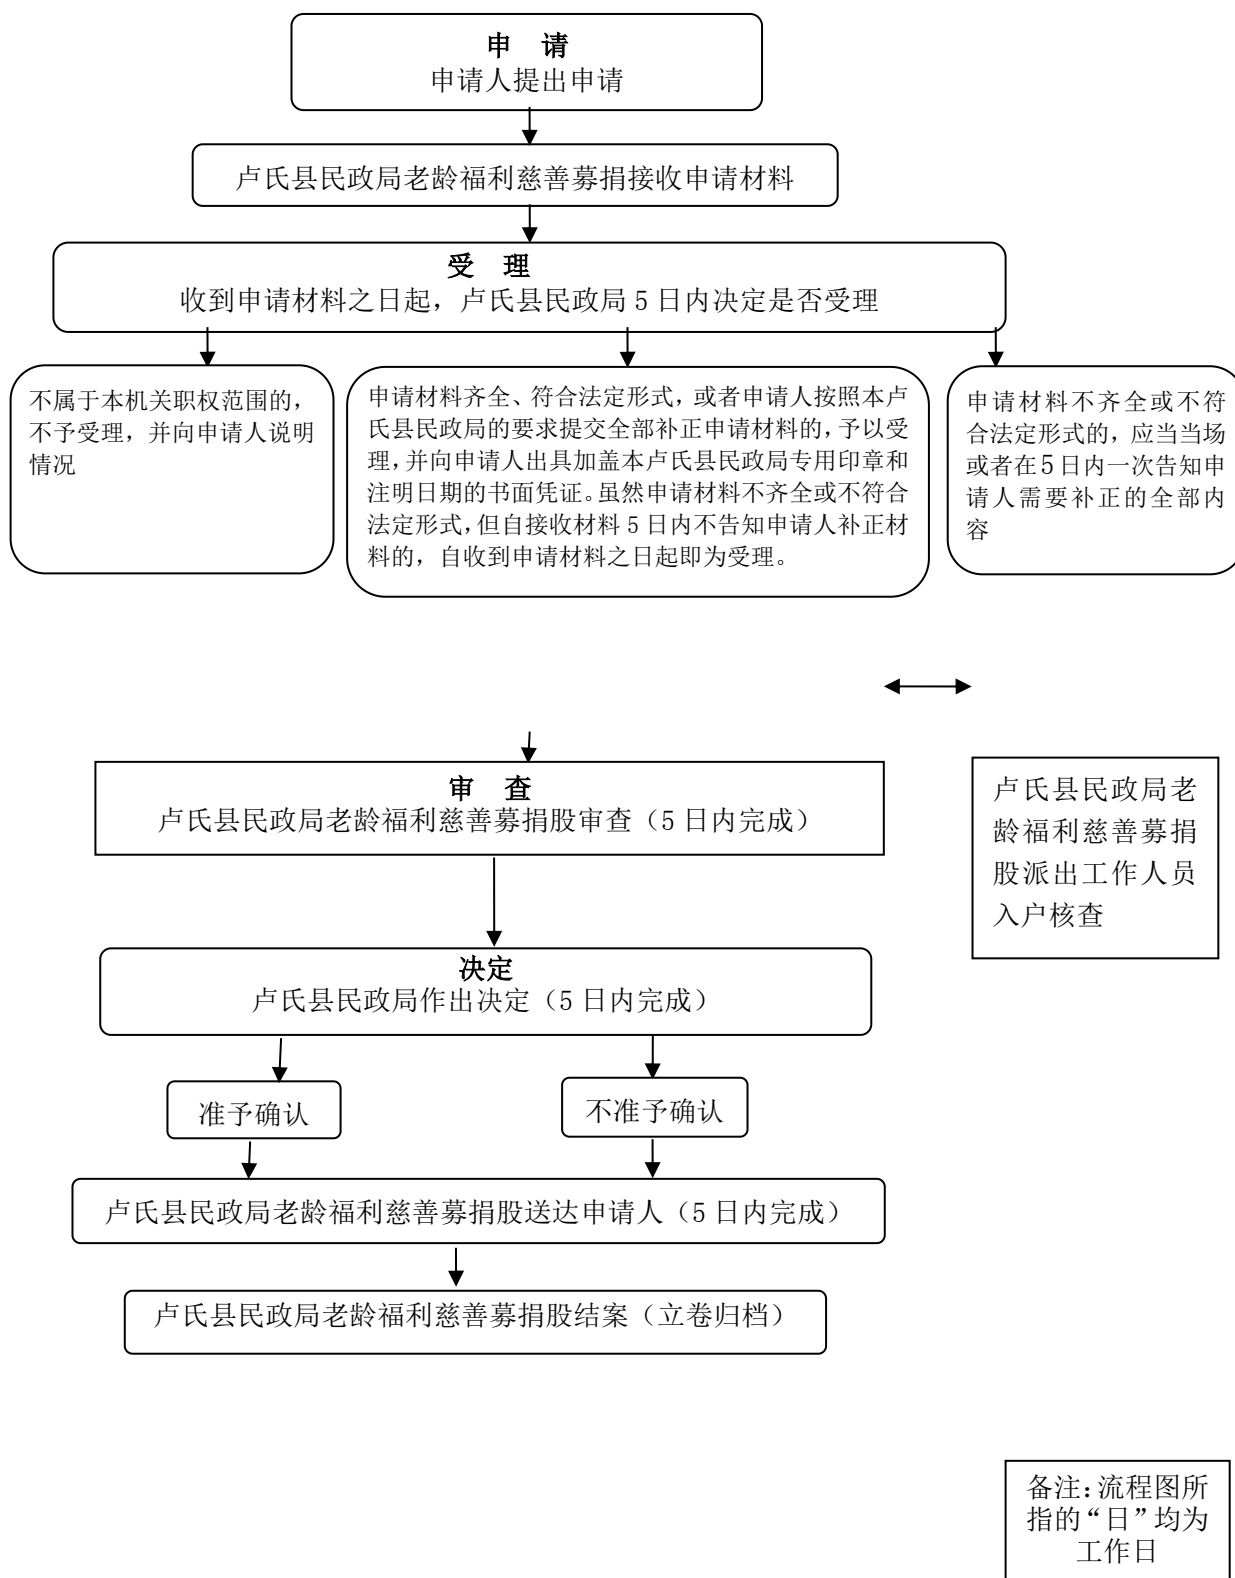 申 请
申请人提出申请
卢氏县民政局老龄福利慈善募捐接收申请材料
受 理
收到申请材料之日起，卢氏县民政局 5 日内决定是否受理
不属于本机关职权范围的，
不予受理，并向申请人说明
情况
申请材料齐全、符合法定形式，或者申请人按照本卢
氏县民政局的要求提交全部补正申请材料的，予以受
理，并向申请人出具加盖本卢氏县民政局专用印章和
注明日期的书面凭证。虽然申请材料不齐全或不符合
法定形式，但自接收材料 5 日内不告知申请人补正材
料的，自收到申请材料之日起即为受理。
申请材料不齐全或不符
合法定形式的，应当当场
或者在 5 日内一次告知申
请人需要补正的全部内
容
审 查
卢氏县民政局老龄福利慈善募捐股审查（5 日内完成）
卢氏县民政局老
龄福利慈善募捐
股派出工作人员
入户核查
决定
卢氏县民政局作出决定（5 日内完成）
准予确认
不准予确认
卢氏县民政局老龄福利慈善募捐股送达申请人（5 日内完成）
卢氏县民政局老龄福利慈善募捐股结案（立卷归档）
备注：流程图所
指的“日”均为
工作日